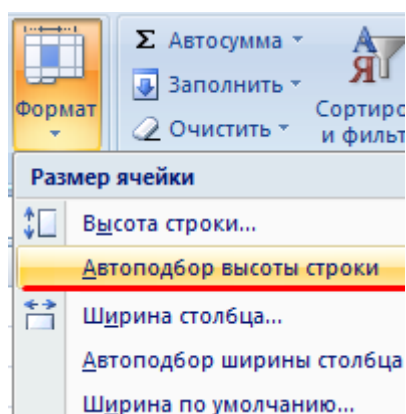 Σ Автосумма
Заполнить
Формат
Очистить
АЯ
Сортиро
и фильт
Размер ячейки
Высота строки...
Автоподбор высоты строки
Ширина столбца...
Автоподбор ширины столбца
Ширина по умолчанию...